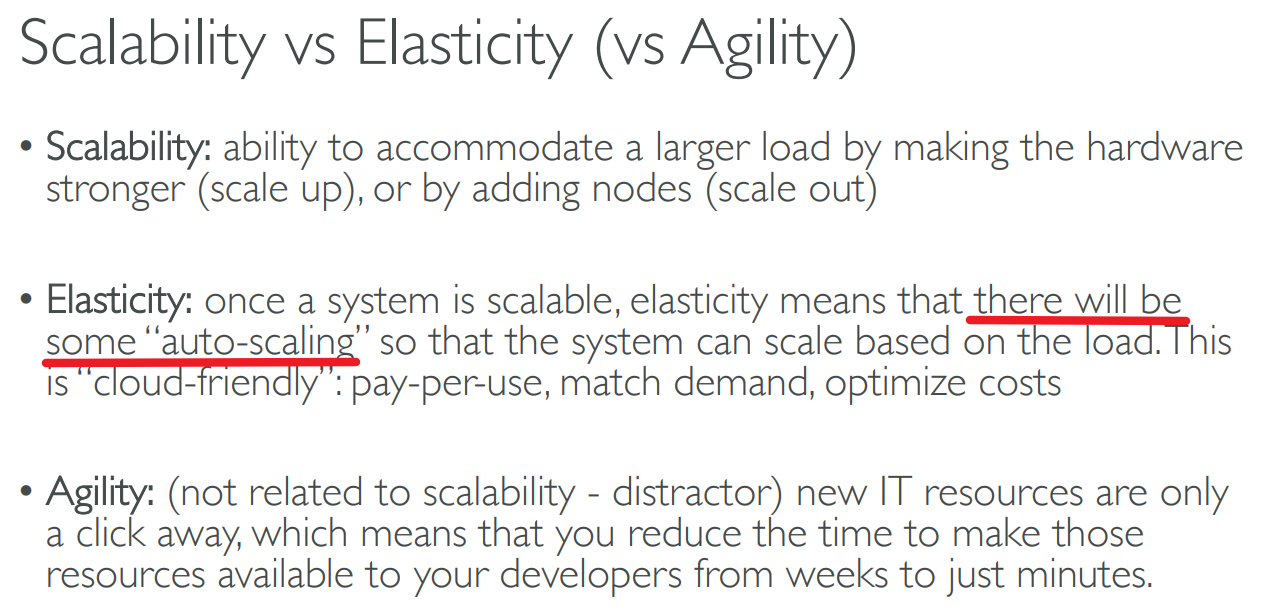 Scalability vs Elasticity (vs Agility)
• Scalability: ability to accommodate a larger load by making the hardware
stronger (scale up), or by adding nodes (scale out)
• Elasticity: once a system is scalable, elasticity means that there will be
some “auto-scaling” so that the system can scale based on the load. This
is “cloud-friendly”: pay-per-use, match demand, optimize costs
• Agility: (not related to scalability - distractor) new IT resources are only
a click away, which means that you reduce the time to make those
resources available to your developers from weeks to just minutes.